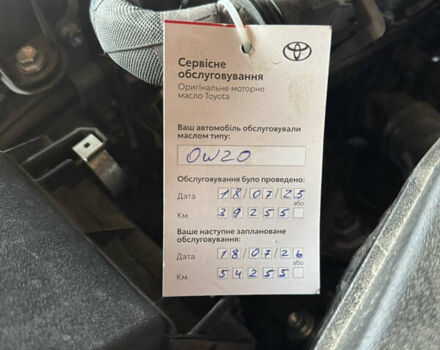 Сервісне
обслуговування
Оригінальне моторне
масло Toyota
Ваш автомобіль обслуговували
маслом типу:
0W20
Обслуговування було проведено:
Дата 18/07/25
або
Км 39255
Ваше наступне заплановане
обслуговування:
Дата 18/07/26
або
Км 54255